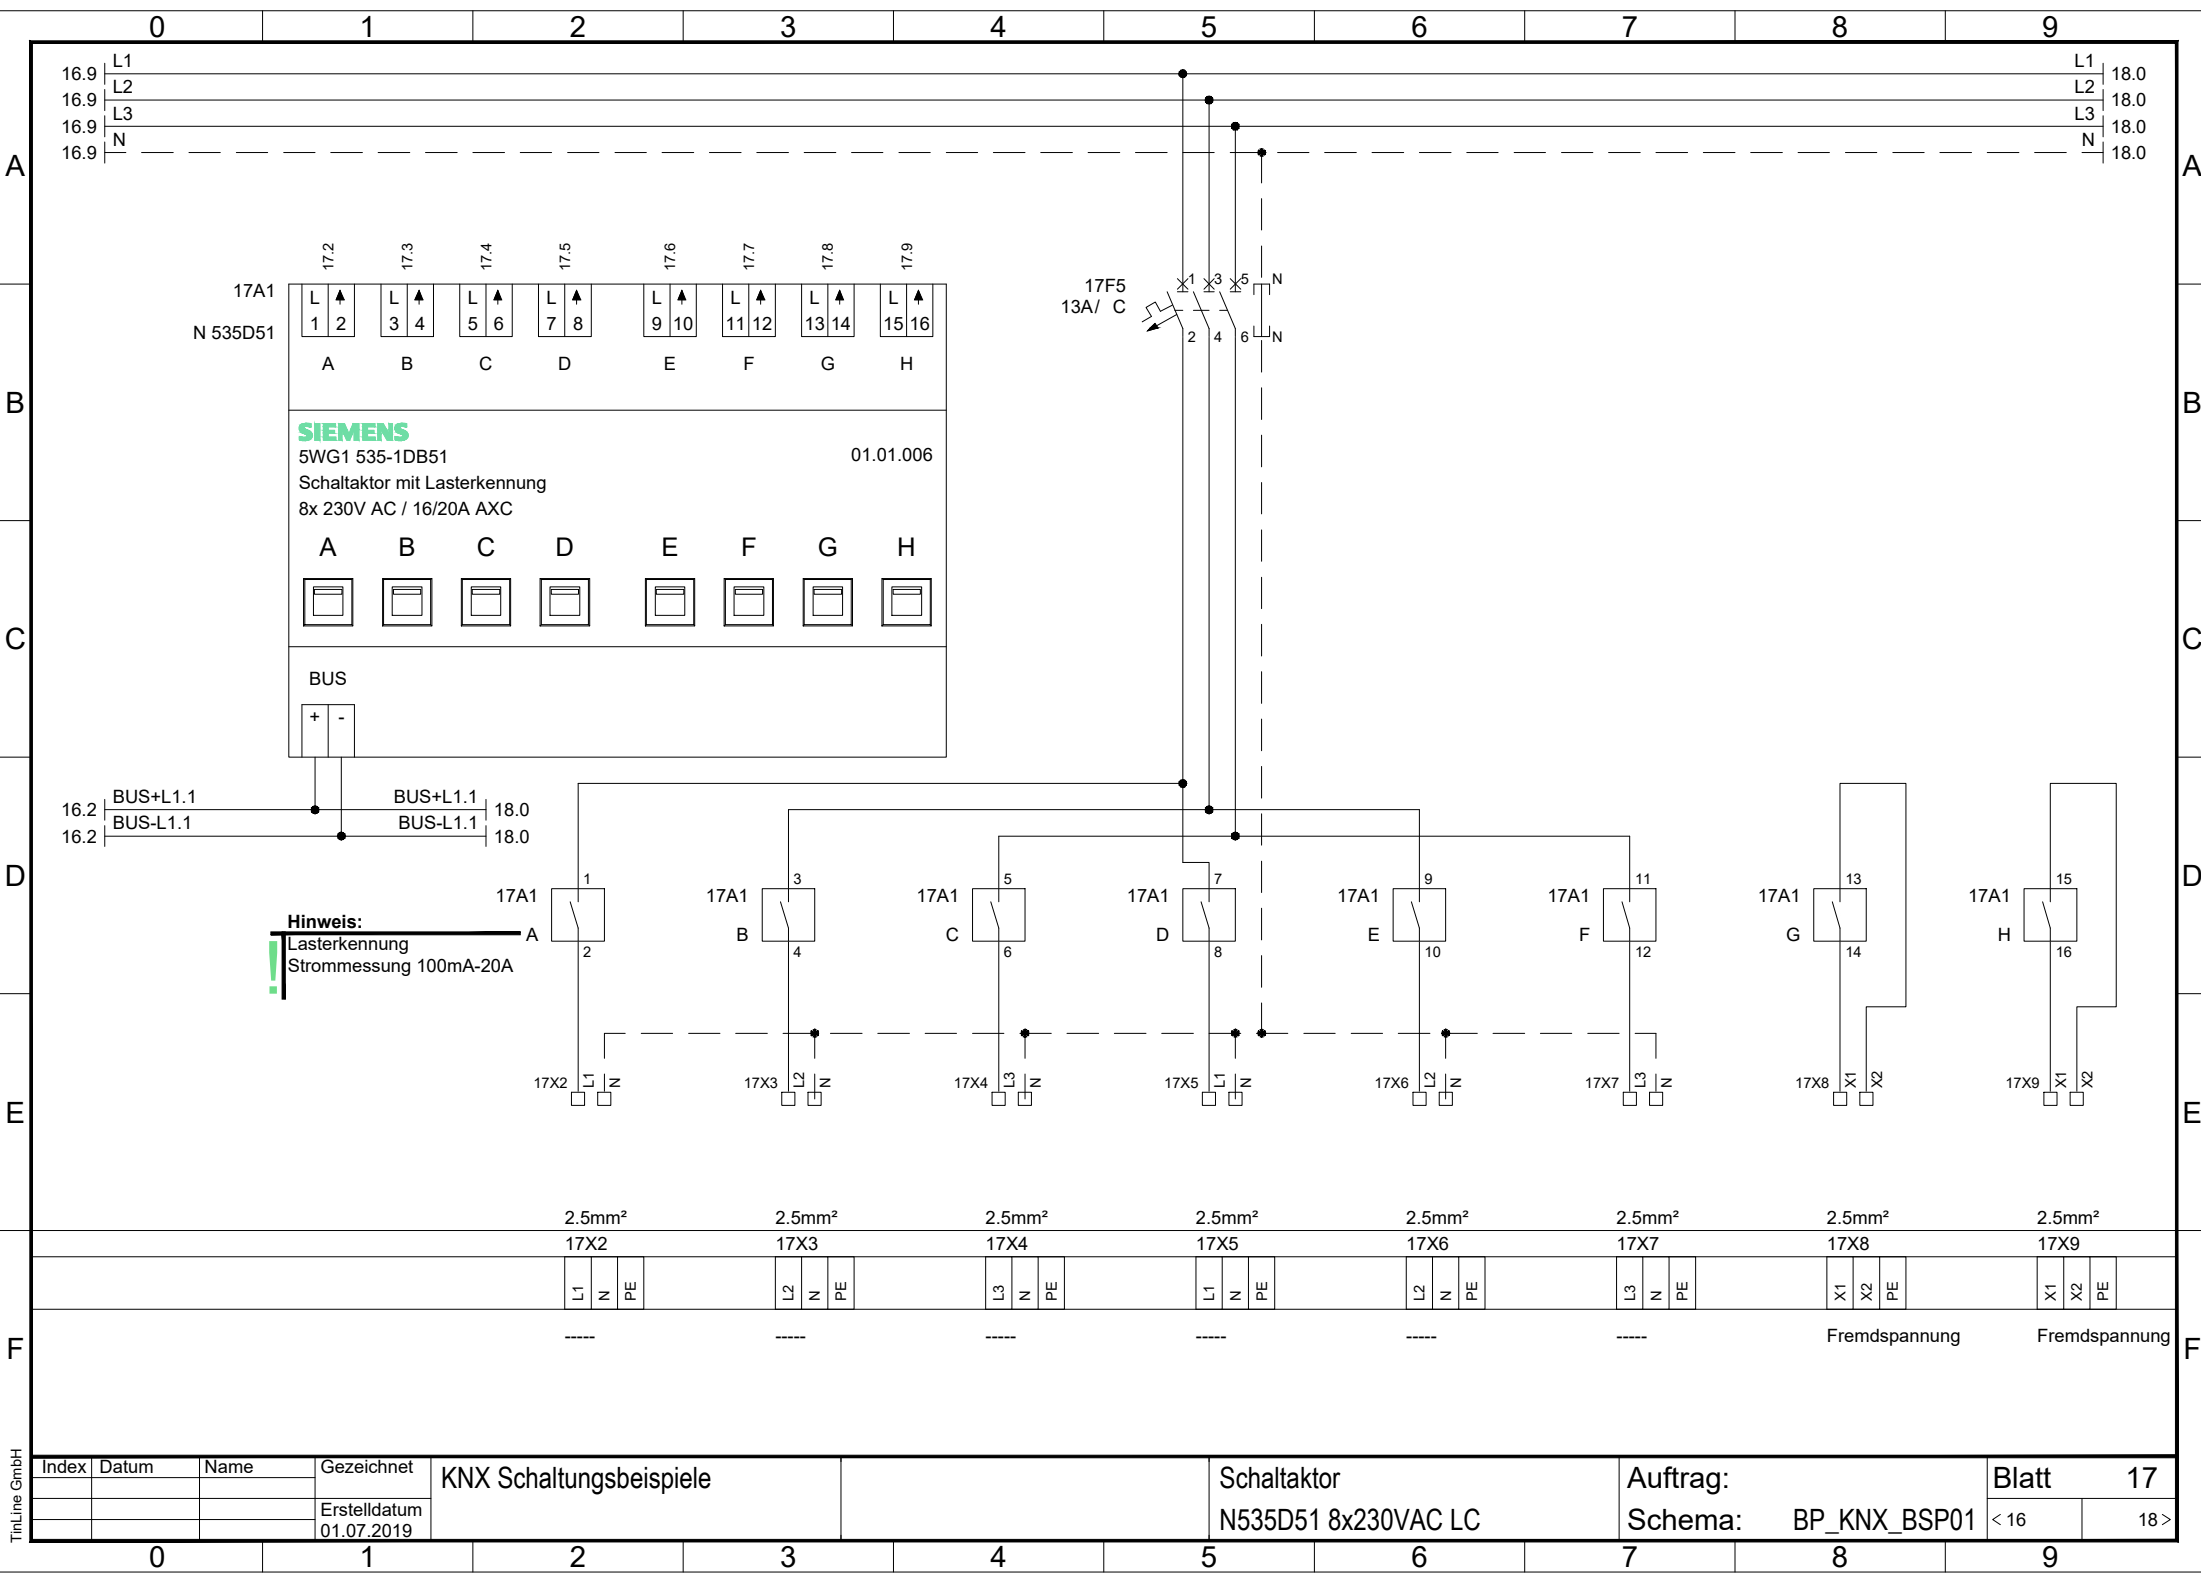 0 1 2 3 4 5 6 7 8 9
16.9 L1 L1 18.0
16.9 L2 L2 18.0
16.9 L3 L3 18.0
16.9 N N 18.0
A A
17.2 17.3 17.4 17.5 17.6 17.7 17.8 17.9
17A1
N 535D51
L L L L L L L L
1 2 3 4 5 6 7 8 9 10 11 12 13 14 15 16
A B C D E F G H
17F5
13A/ C
1 3 5 N
2 4 6 N
B B
SIEMENS
5WG1 535-1DB51 01.01.006
Schaltaktor mit Lasterkennung
8x 230V AC / 16/20A AXC
A B C D E F G H
C C
BUS
+ -
16.2 BUS+L1.1 BUS+L1.1 18.0
16.2 BUS-L1.1 BUS-L1.1 18.0
D D
1 3 5 7 9 11 13 15
17A1 17A1 17A1 17A1 17A1 17A1 17A1 17A1
A B C D E F G H
2 4 6 8 10 12 14 16
Hinweis:
! Lasterkennung
Strommessung 100mA-20A
17X2 L1 N 17X3 L2 N 17X4 L3 N 17X5 L1 N 17X6 L2 N 17X7 L3 N 17X8 X1 X2 17X9 X1 X2
E E
2.5mm² 2.5mm² 2.5mm² 2.5mm² 2.5mm² 2.5mm² 2.5mm² 2.5mm²
17X2 17X3 17X4 17X5 17X6 17X7 17X8 17X9
L1 N PE L2 N PE L3 N PE L1 N PE L2 N PE L3 N PE X1 X2 PE X1 X2 PE
----- ----- ----- ----- ----- ----- Fremdspannung Fremdspannung
F F
TinLine GmbH
Index Datum Name Gezeichnet
Erstelldatum
01.07.2019
KNX Schaltungsbeispiele
Schaltaktor
N535D51 8x230VAC LC
Auftrag:
Schema: BP_KNX_BSP01
Blatt 17
< 16 18 >
0 1 2 3 4 5 6 7 8 9